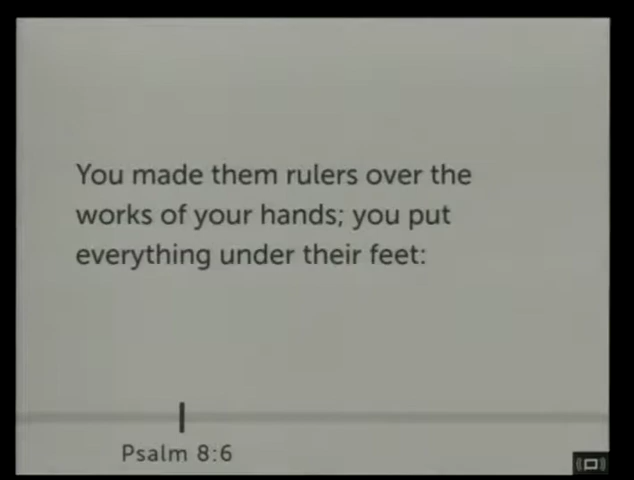 You made them rulers over the
works of your hands; you put
everything under their feet:
Psalm 8:6